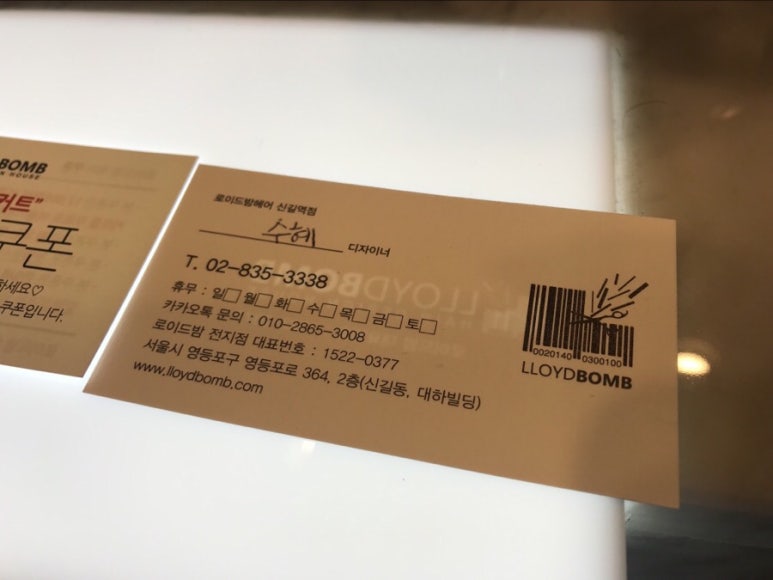 BOMB
N HOUSE
커트"
쿠폰
하세요♡
쿠폰입니다.
로이드밤헤어 신길역점
수혜 디자이너
T. 02-835-3338
휴무 : 일□ 월□ 화□ 수□ 목□ 금□ 토□
카카오톡 문의 : 010-2865-3008
로이드밤 전지점 대표번호 : 1522-0377
서울시 영등포구 영등포로 364, 2층(신길동, 대하빌딩)
www.lloydbomb.com
0020140 0300100
LLOYDBOMB